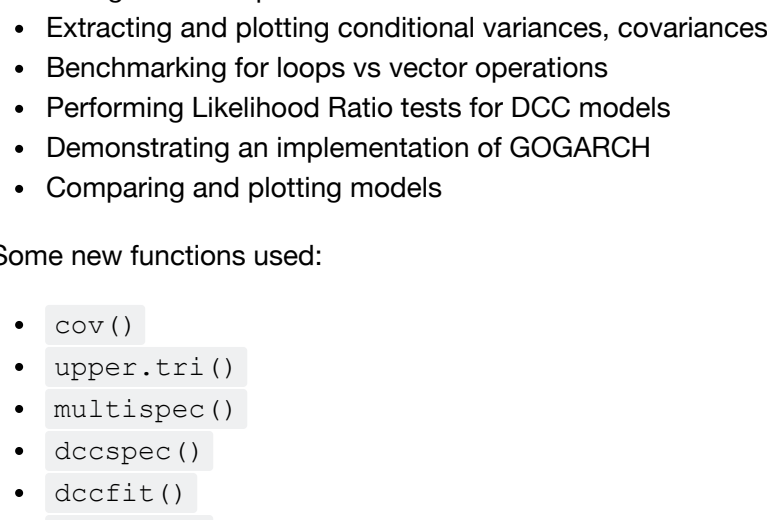 • Extracting and plotting conditional variances, covariances
• Benchmarking for loops vs vector operations
• Performing Likelihood Ratio tests for DCC models
• Demonstrating an implementation of GOGARCH
• Comparing and plotting models
Some new functions used:
• cov()
• upper.tri()
• multispec()
• dccspec()
• dccfit()